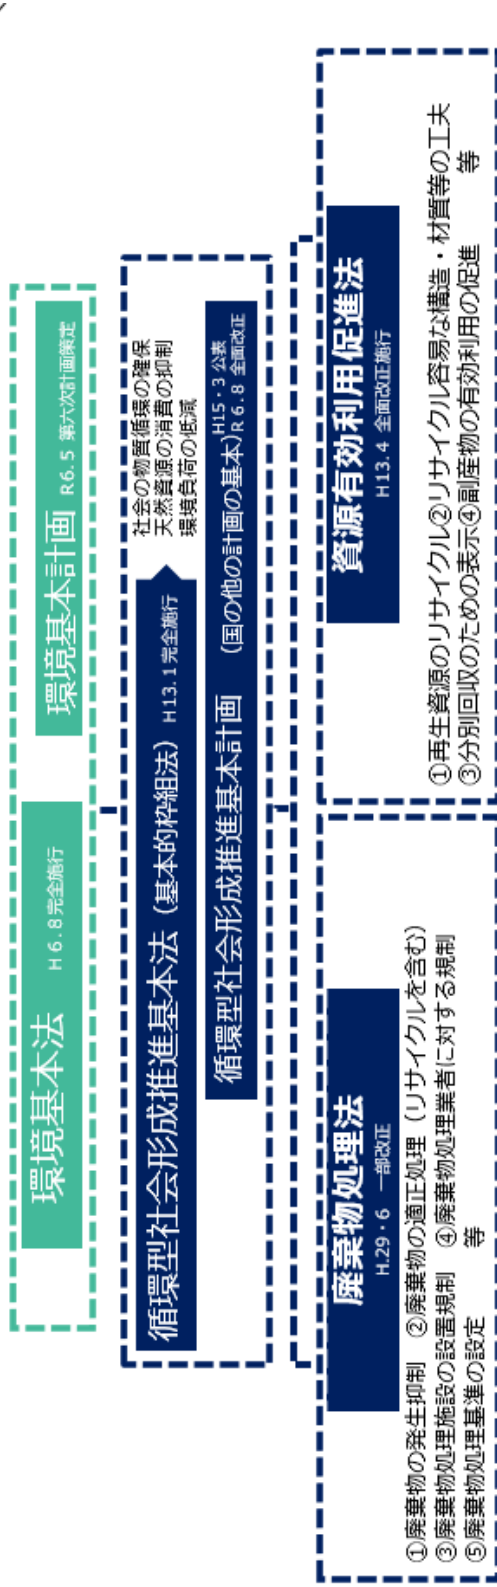 環境基本法 H6.8完全施行
環境基本計画 R6.5 第六次計画策定
循環型社会形成推進基本法（基本的枠組法）H13.1完全施行
社会の物質循環の確保
天然資源の消費の抑制
環境負荷の低減
循環型社会形成推進基本計画 （国の他の計画の基本）
H15・3 公表
R6.8 全面改正
廃棄物処理法
H.29・6 一部改正
①廃棄物の発生抑制 ②廃棄物の適正処理（リサイクルを含む）
③廃棄物処理施設の設置規制 ④廃棄物処理業者に対する規制
⑤廃棄物処理基準の設定 等
資源有効利用促進法
H13.4 全面改正施行
①再生資源のリサイクル②リサイクル容易な構造・材質等の工夫
③分別回収のための表示④副産物の有効利用の促進 等